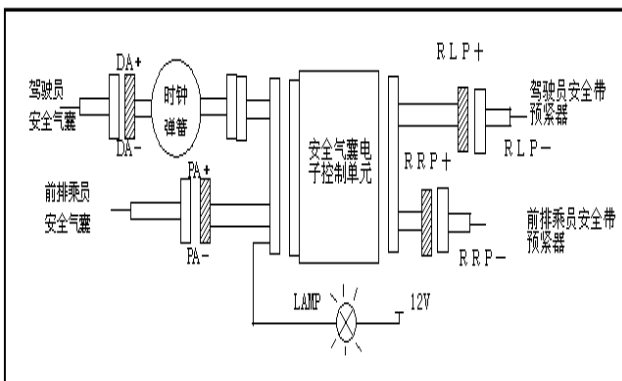 DA+
驾驶员
安全气囊
DA-
时钟
弹簧
PA+
前排乘员
安全气囊
PA-
安全气囊电
子控制单元
RLP+
驾驶员安全带
预紧器
RLP-
RRP+
前排乘员安全带
预紧器
RRP-
LAMP
12V